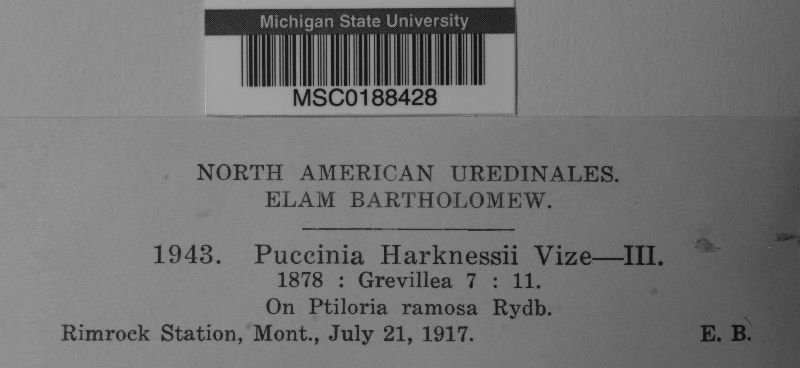 Michigan State University
MSC0188428
NORTH AMERICAN UREDINALES.
ELAM BARTHOLOMEW.
1943. Puccinia Harknessii Vize—III.
1878 : Grevillea 7 : 11.
On Ptiloria ramosa Rydb.
Rimrock Station, Mont., July 21, 1917. E. B.